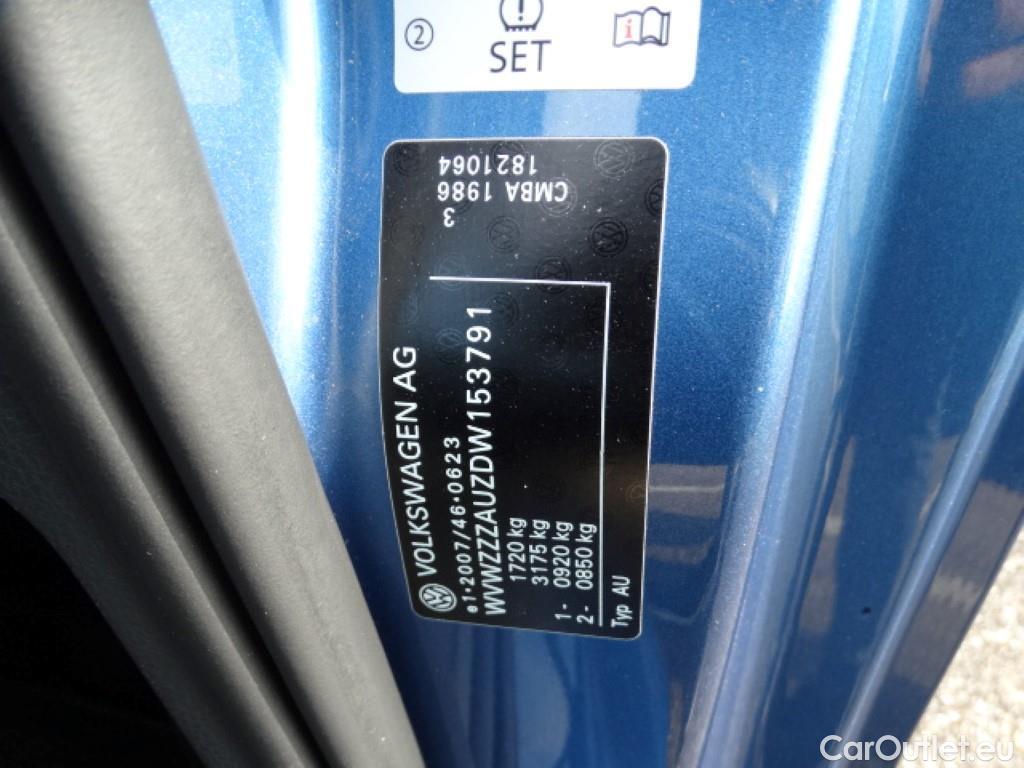 ②
SET
VOLKSWAGEN AG
e1*2007/46*0623
WVWZZZAUZDW153791
1720 kg
3175 kg
1- 0920 kg
2- 0850 kg
Typ AU
3
CMBA 1986
1821064
CarOutlet.eu